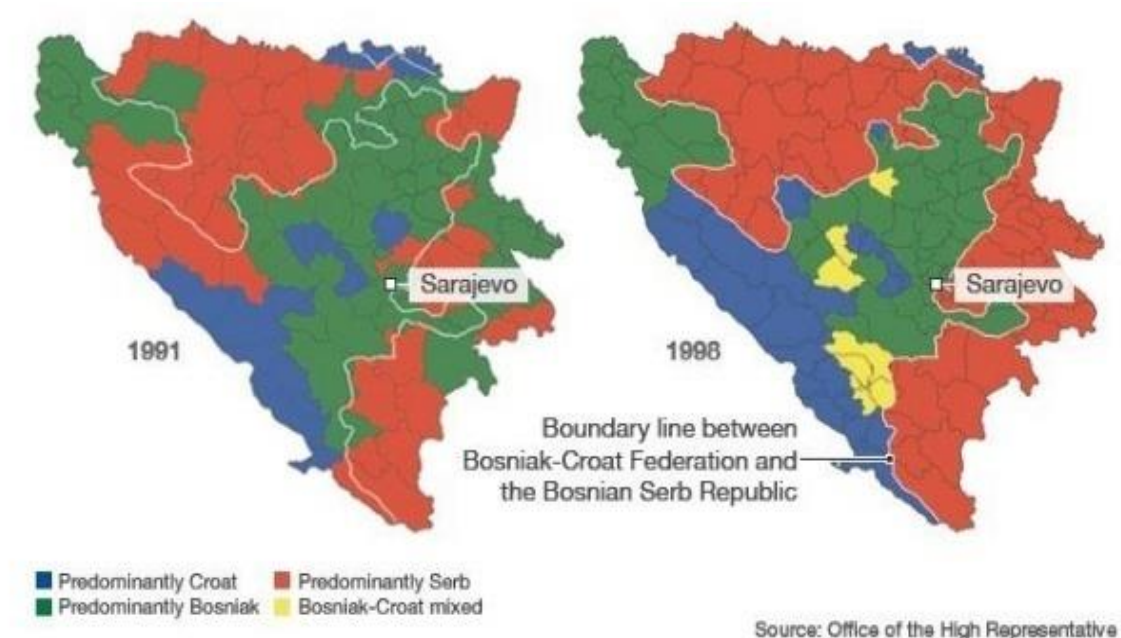 Sarajevo
1991
Sarajevo
1998
Boundary line between
Bosniak-Croat Federation and
the Bosnian Serb Republic
Predominantly Croat
Predominantly Serb
Predominantly Bosniak
Bosniak-Croat mixed
Source: Office of the High Representative